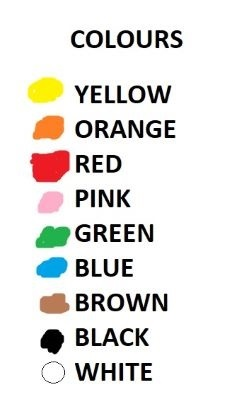 COLOURS
YELLOW
ORANGE
RED
PINK
GREEN
BLUE
BROWN
BLACK
WHITE